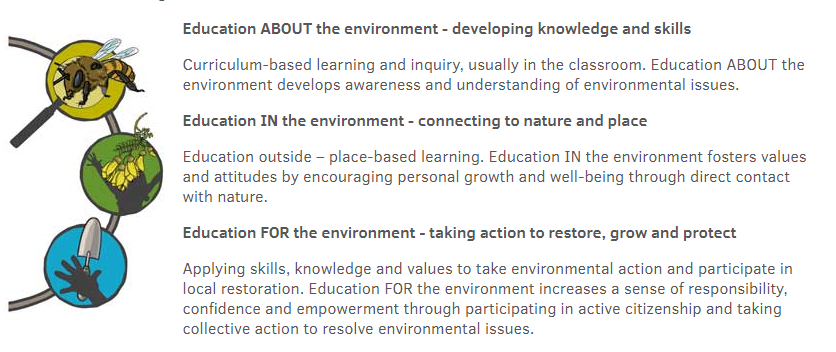 Education ABOUT the environment - developing knowledge and skills
Curriculum-based learning and inquiry, usually in the classroom. Education ABOUT the
environment develops awareness and understanding of environmental issues.
Education IN the environment - connecting to nature and place
Education outside – place-based learning. Education IN the environment fosters values
and attitudes by encouraging personal growth and well-being through direct contact
with nature.
Education FOR the environment - taking action to restore, grow and protect
Applying skills, knowledge and values to take environmental action and participate in
local restoration. Education FOR the environment increases a sense of responsibility,
confidence and empowerment through participating in active citizenship and taking
collective action to resolve environmental issues.